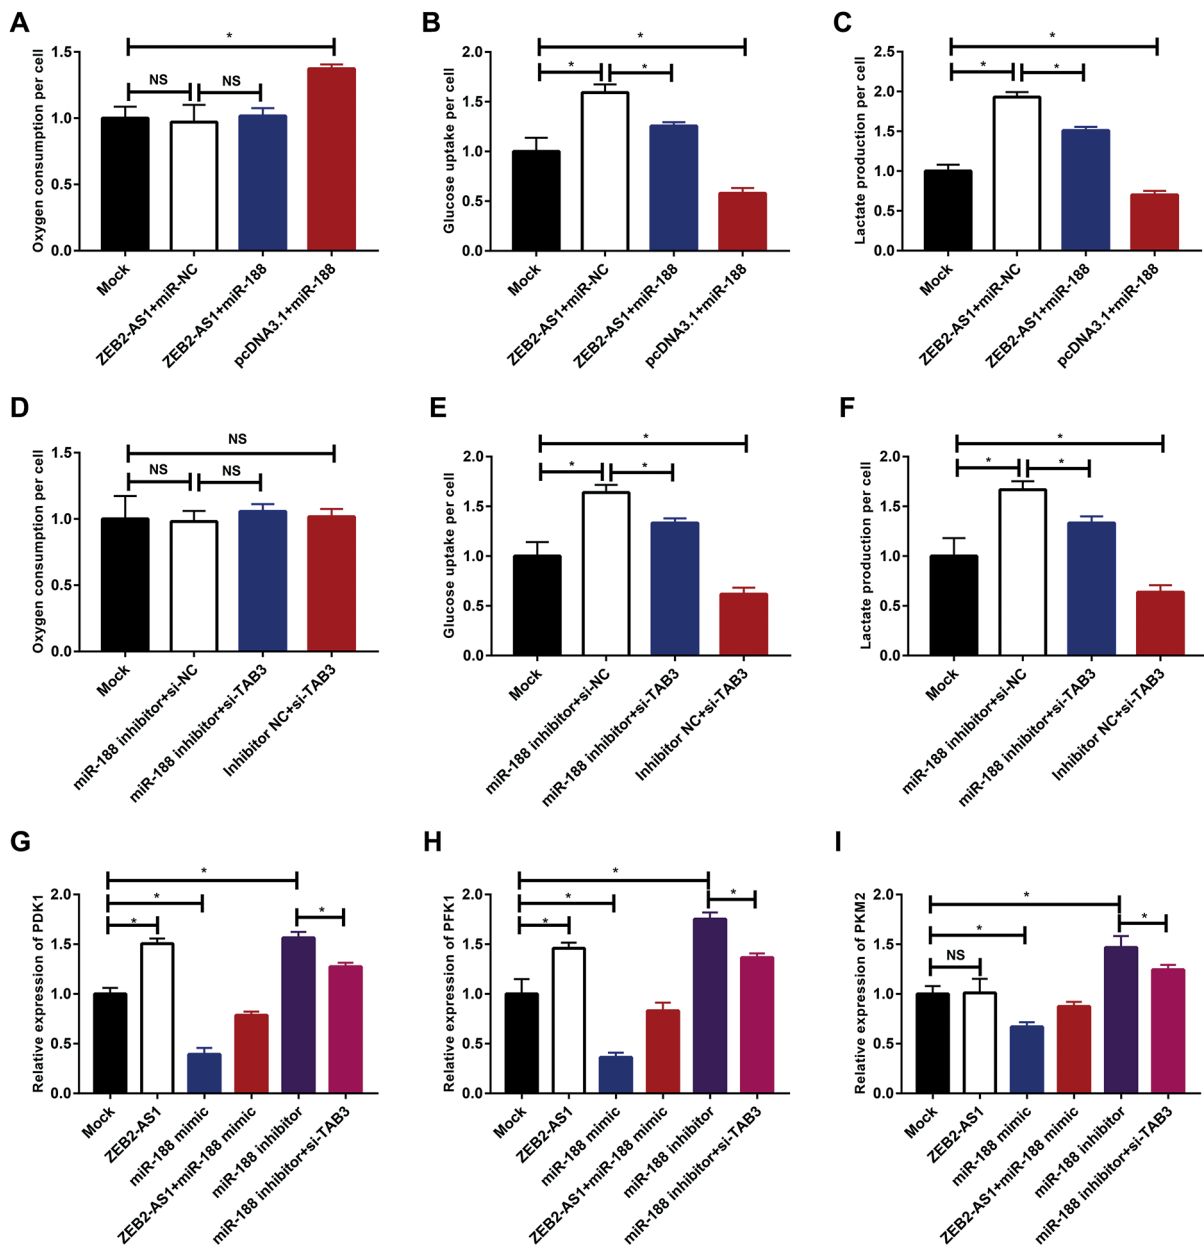 A
Oxygen consumption per cell
1.5
1.0
0.5
0.0
*
NS
NS
Mock
ZEB2-AS1+miR-NC
ZEB2-AS1+miR-188
pcDNA3.1+miR-188
B
Glucose uptake per cell
2.0
1.5
1.0
0.5
0.0
*
*
*
Mock
ZEB2-AS1+miR-NC
ZEB2-AS1+miR-188
pcDNA3.1+miR-188
C
Lactate production per cell
2.5
2.0
1.5
1.0
0.5
0.0
*
*
*
Mock
ZEB2-AS1+miR-NC
ZEB2-AS1+miR-188
pcDNA3.1+miR-188
D
Oxygen consumption per cell
1.5
1.0
0.5
0.0
NS
NS
NS
Mock
miR-188 inhibitor+si-NC
miR-188 inhibitor+si-TAB3
Inhibitor NC+si-TAB3
E
Glucose uptake per cell
2.0
1.5
1.0
0.5
0.0
*
*
*
Mock
miR-188 inhibitor+si-NC
miR-188 inhibitor+si-TAB3
Inhibitor NC+si-TAB3
F
Lactate production per cell
2.0
1.5
1.0
0.5
0.0
*
*
*
Mock
miR-188 inhibitor+si-NC
miR-188 inhibitor+si-TAB3
Inhibitor NC+si-TAB3
G
Relative expression of PDK1
2.0
1.5
1.0
0.5
0.0
*
*
*
*
Mock
ZEB2-AS1
miR-188 mimic
ZEB2-AS1+miR-188 mimic
miR-188 inhibitor
miR-188 inhibitor+si-TAB3
H
Relative expression of PFK1
2.0
1.5
1.0
0.5
0.0
*
*
*
*
Mock
ZEB2-AS1
miR-188 mimic
ZEB2-AS1+miR-188 mimic
miR-188 inhibitor
miR-188 inhibitor+si-TAB3
I
Relative expression of PKM2
2.0
1.5
1.0
0.5
0.0
*
*
*
NS
Mock
ZEB2-AS1
miR-188 mimic
ZEB2-AS1+miR-188 mimic
miR-188 inhibitor
miR-188 inhibitor+si-TAB3